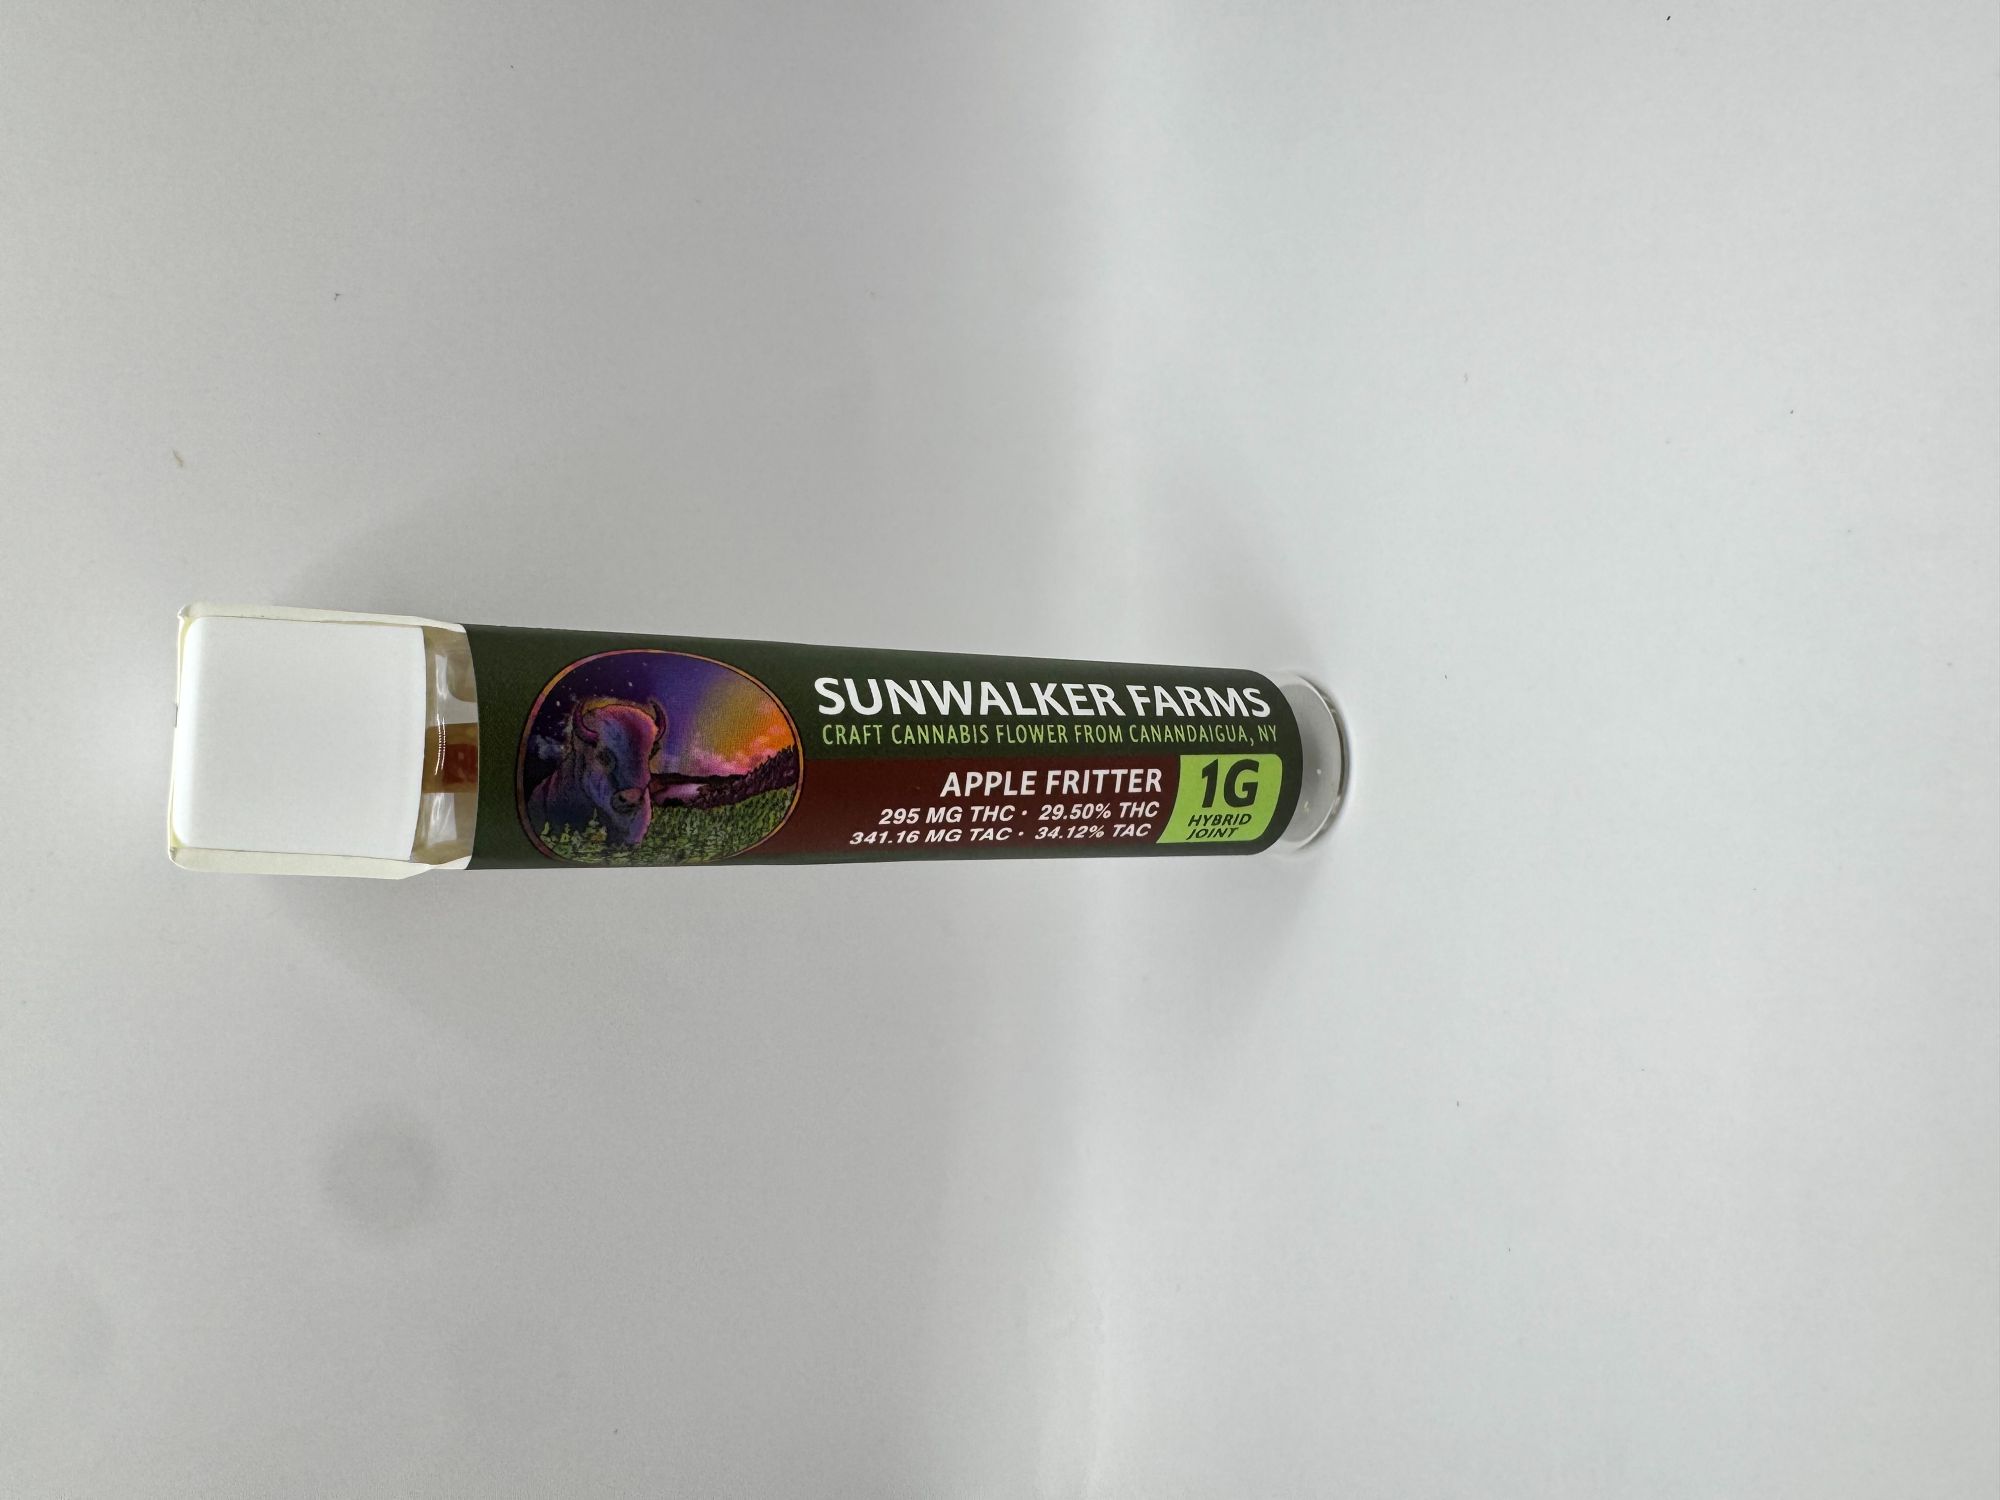 SUNWALKER FARMS
CRAFT CANNABIS FLOWER FROM CANANDAIGUA, NY
APPLE FRITTER
295 MG THC • 29.50% THC
341.16 MG TAC • 34.12% TAC
1G
HYBRID
JOINT